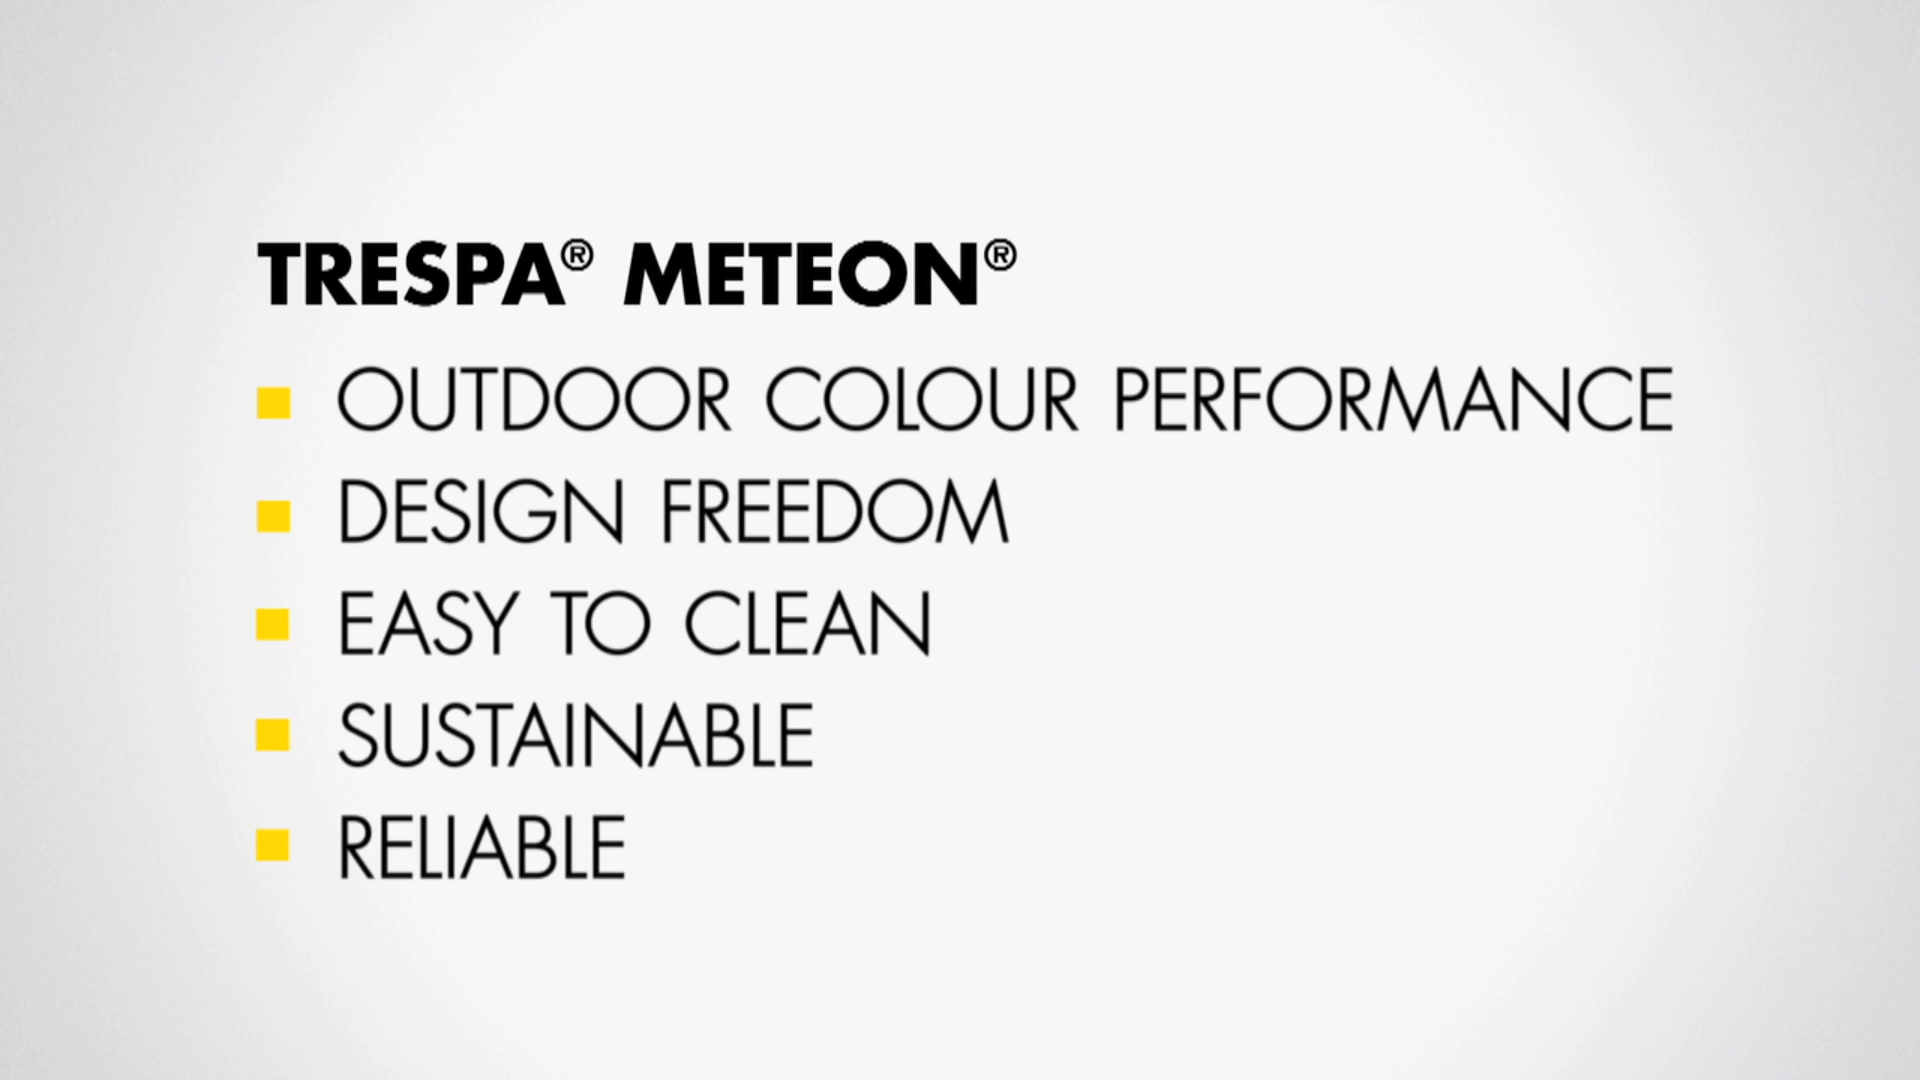 TRESPA® METEON®
OUTDOOR COLOUR PERFORMANCE
DESIGN FREEDOM
EASY TO CLEAN
SUSTAINABLE
RELIABLE